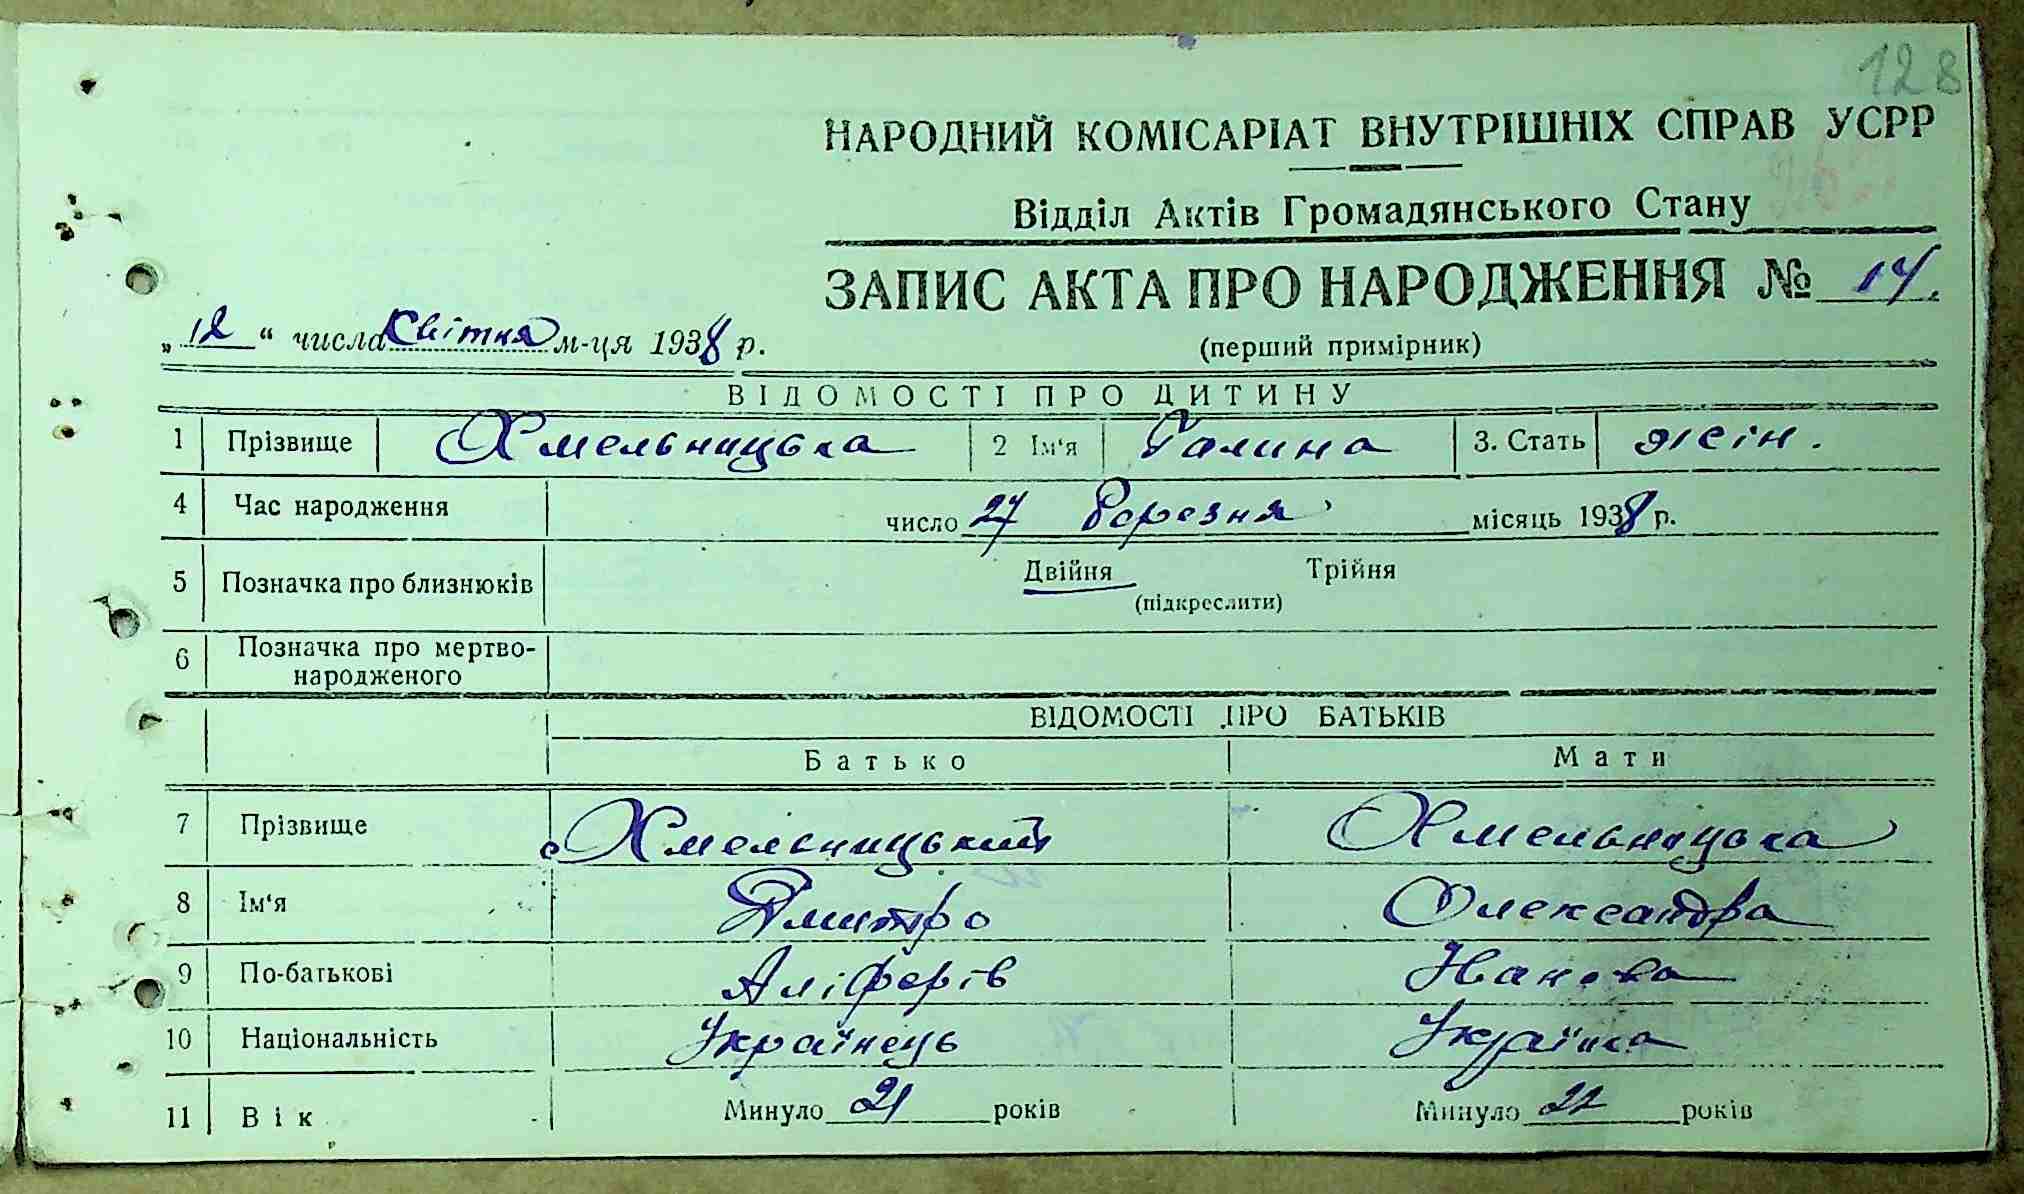 128
НАРОДНИЙ КОМІСАРІАТ ВНУТРІШНІХ СПРАВ УСРР
Відділ Актів Громадянського Стану
ЗАПИС АКТА ПРО НАРОДЖЕННЯ № 14.
„12“ числа Квітня м-ця 1938 р.
(перший примірник)
ВІДОМОСТІ ПРО ДИТИНУ
1 Прізвище Хмельницька 2 Ім'я Галина 3. Стать жін.
4 Час народження число 27 Березня місяць 1938 р.
5 Позначка про близнюків Двійня Трійня
(підкреслити)
6 Позначка про мертво-
народженого
ВІДОМОСТІ ПРО БАТЬКІВ
Батько Мати
7 Прізвище Хмельницький Хмельницька
8 Ім'я Дмитро Олександра
9 По-батькові Аліферів Іванова
10 Національність Українець Українка
11 Вік Минуло 21 років Минуло років